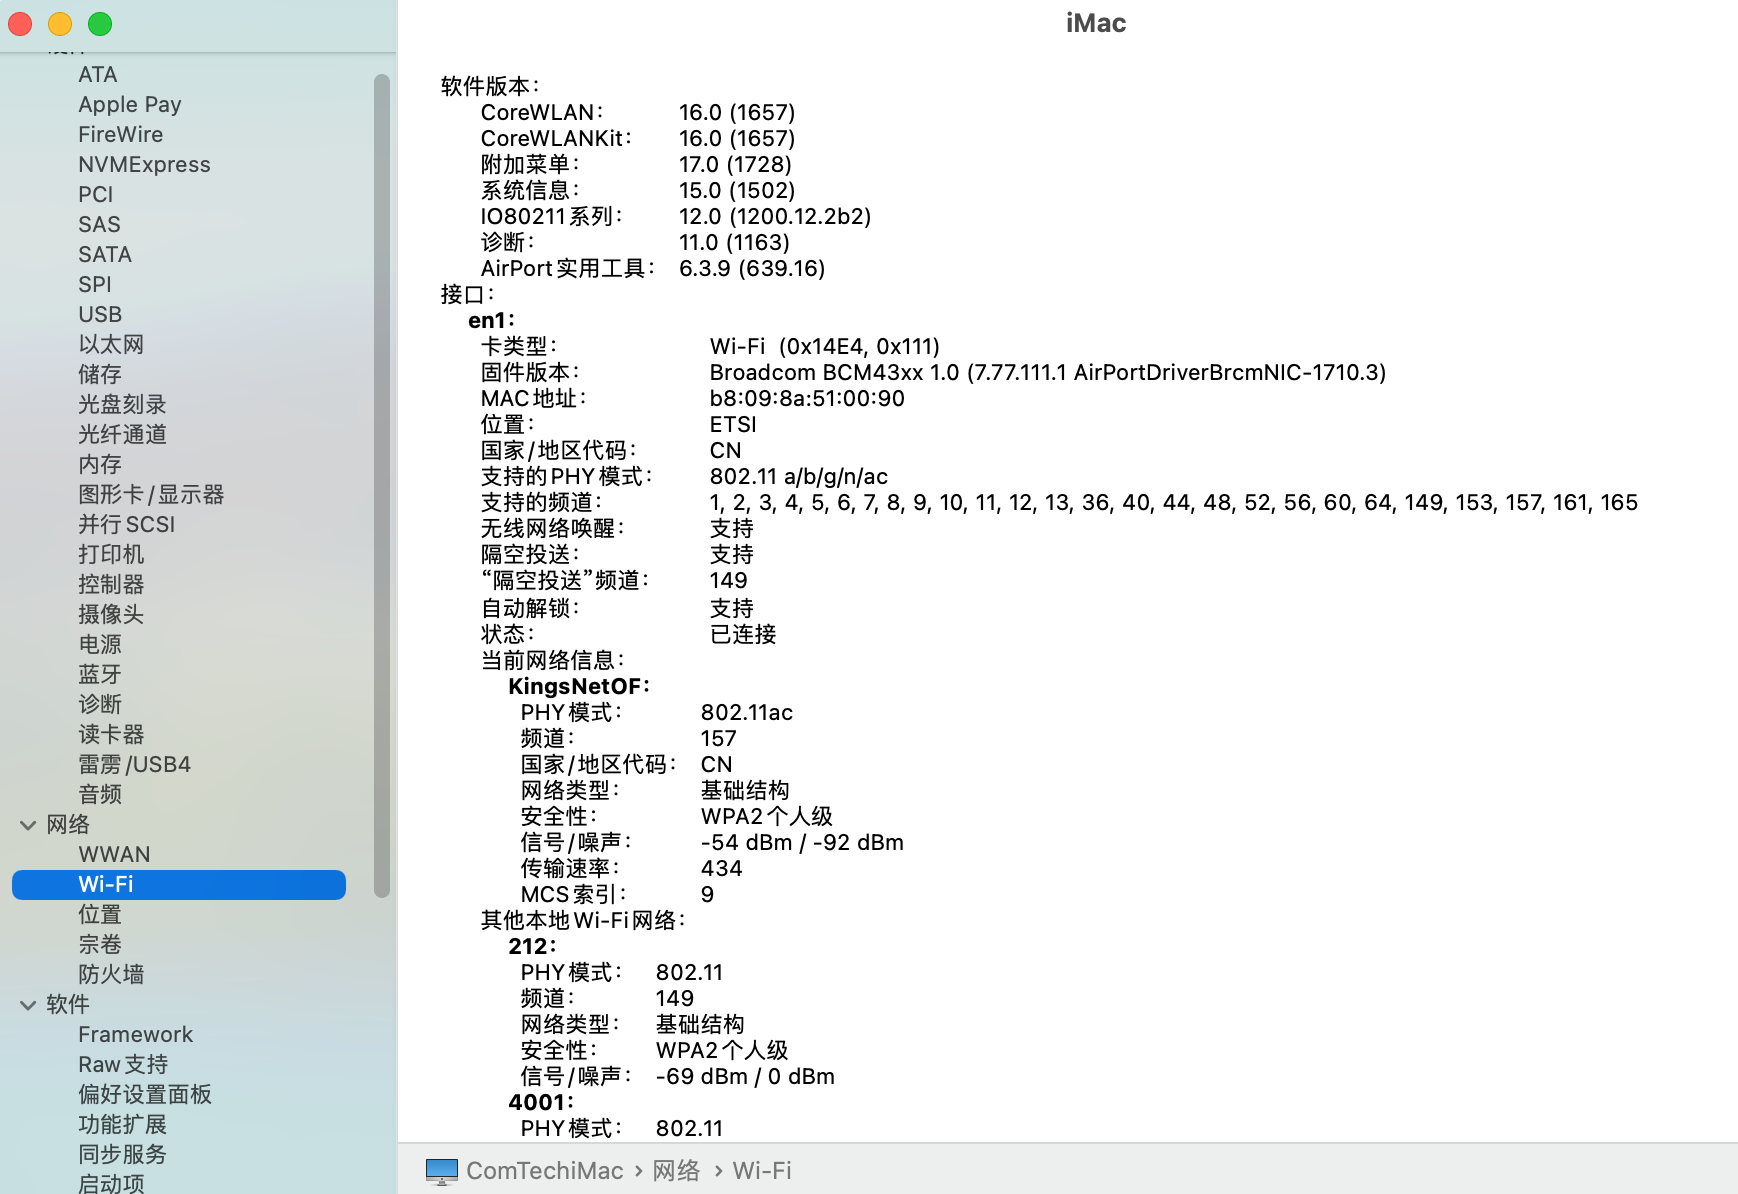 iMac
ATA
Apple Pay
FireWire
NVMExpress
PCI
SAS
SATA
SPI
USB
以太网
储存
光盘刻录
光纤通道
内存
图形卡/显示器
并行SCSI
打印机
控制器
摄像头
电源
蓝牙
诊断
读卡器
雷雳/USB4
音频
网络
WWAN
Wi-Fi
位置
宗卷
防火墙
软件
Framework
Raw支持
偏好设置面板
功能扩展
同步服务
启动项
软件版本：
CoreWLAN： 16.0 (1657)
CoreWLANKit： 16.0 (1657)
附加菜单： 17.0 (1728)
系统信息： 15.0 (1502)
IO80211系列： 12.0 (1200.12.2b2)
诊断： 11.0 (1163)
AirPort实用工具： 6.3.9 (639.16)
接口：
en1：
卡类型： Wi-Fi (0x14E4, 0x111)
固件版本： Broadcom BCM43xx 1.0 (7.77.111.1 AirPortDriverBrcmNIC-1710.3)
MAC地址： b8:09:8a:51:00:90
位置： ETSI
国家/地区代码： CN
支持的PHY模式： 802.11 a/b/g/n/ac
支持的频道： 1, 2, 3, 4, 5, 6, 7, 8, 9, 10, 11, 12, 13, 36, 40, 44, 48, 52, 56, 60, 64, 149, 153, 157, 161, 165
无线网络唤醒： 支持
隔空投送： 支持
“隔空投送”频道： 149
自动解锁： 支持
状态： 已连接
当前网络信息：
KingsNetOF：
PHY模式： 802.11ac
频道： 157
国家/地区代码： CN
网络类型： 基础结构
安全性： WPA2个人级
信号/噪声： -54 dBm / -92 dBm
传输速率： 434
MCS索引： 9
其他本地Wi-Fi网络：
212：
PHY模式： 802.11
频道： 149
网络类型： 基础结构
安全性： WPA2个人级
信号/噪声： -69 dBm / 0 dBm
4001：
PHY模式： 802.11
ComTechiMac › 网络 › Wi-Fi